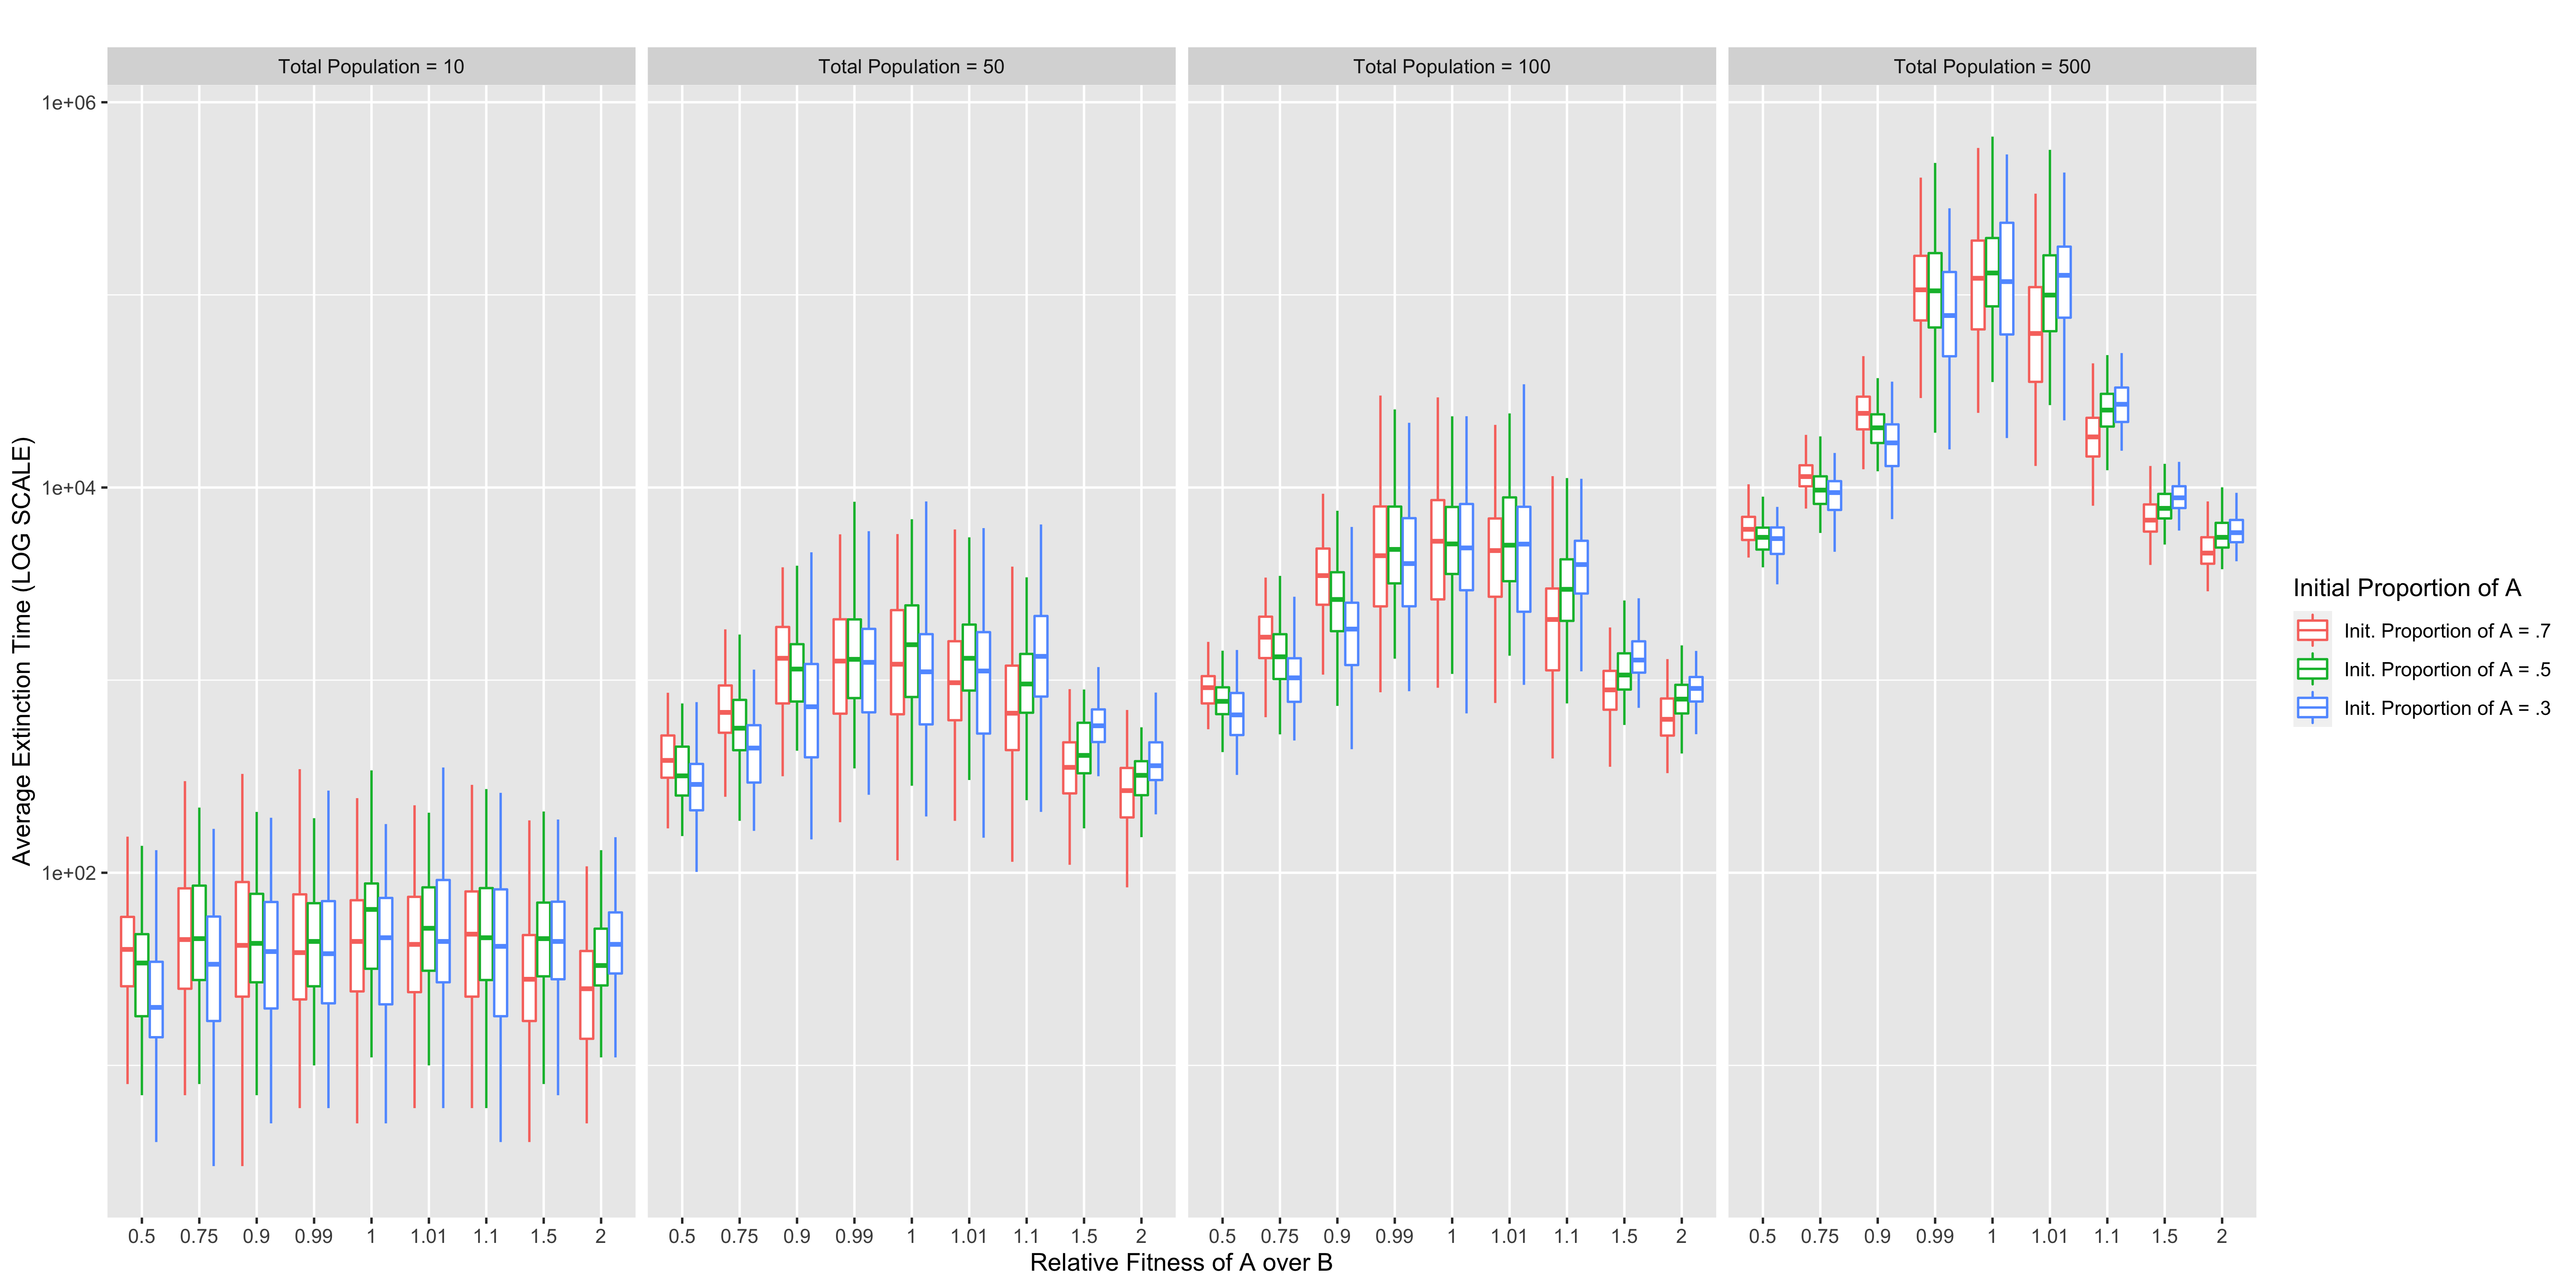 Total Population = 10
Total Population = 50
Total Population = 100
Total Population = 500
Average Extinction Time (LOG SCALE)
1e+06
1e+04
1e+02
0.5 0.75 0.9 0.99 1 1.01 1.1 1.5 2
0.5 0.75 0.9 0.99 1 1.01 1.1 1.5 2
0.5 0.75 0.9 0.99 1 1.01 1.1 1.5 2
0.5 0.75 0.9 0.99 1 1.01 1.1 1.5 2
Relative Fitness of A over B
Initial Proportion of A
Init. Proportion of A = .7
Init. Proportion of A = .5
Init. Proportion of A = .3